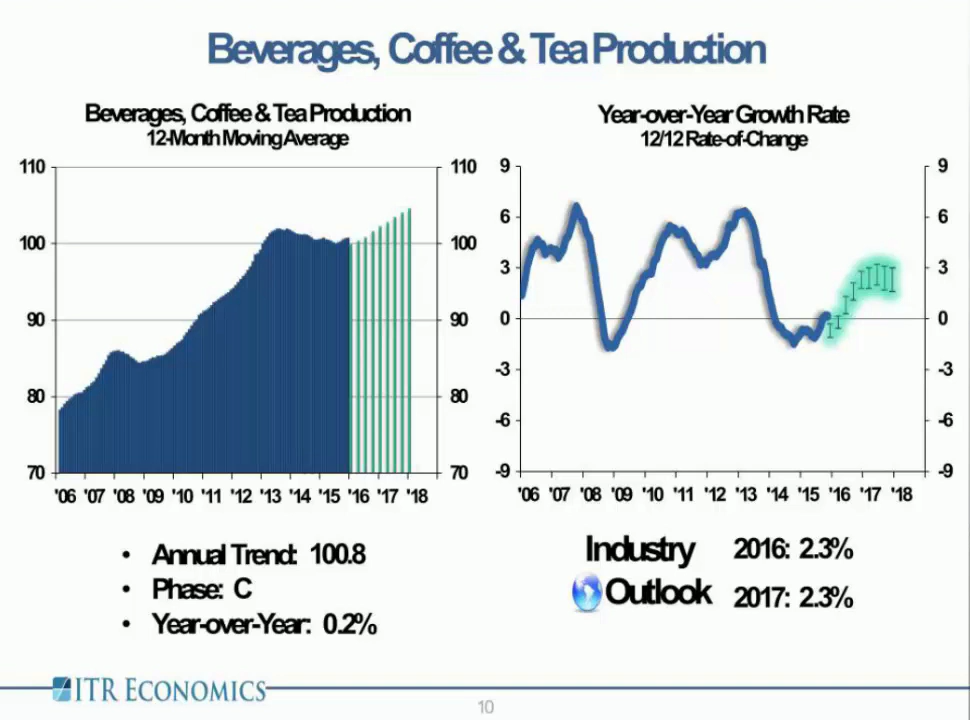 Beverages, Coffee & Tea Production
Beverages, Coffee & Tea Production
12-Month Moving Average
110 110
100 100
90 90
80 80
70 70
'06 '07 '08 '09 '10 '11 '12 '13 '14 '15 '16 '17 '18
Year-over-Year Growth Rate
12/12 Rate-of-Change
9 9
6 6
3 3
0 0
-3 -3
-6 -6
-9 -9
'06 '07 '08 '09 '10 '11 '12 '13 '14 '15 '16 '17 '18
• Annual Trend: 100.8
• Phase: C
• Year-over-Year: 0.2%
Industry 2016: 2.3%
Outlook 2017: 2.3%
ITR ECONOMICS
10